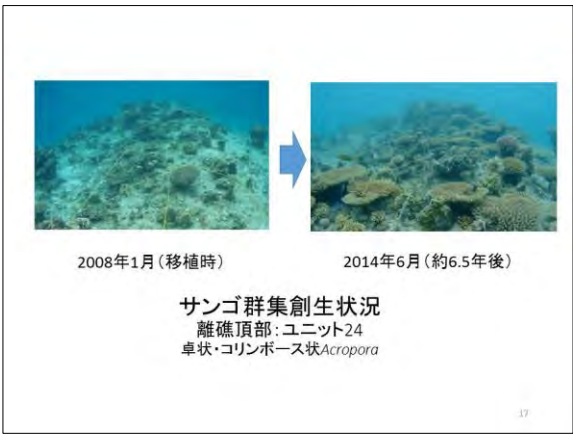 2008年1月（移植時）
2014年6月（約6.5年後）
サンゴ群集創生状況
離礁頂部：ユニット24
卓状・コリンボース状Acropora
17